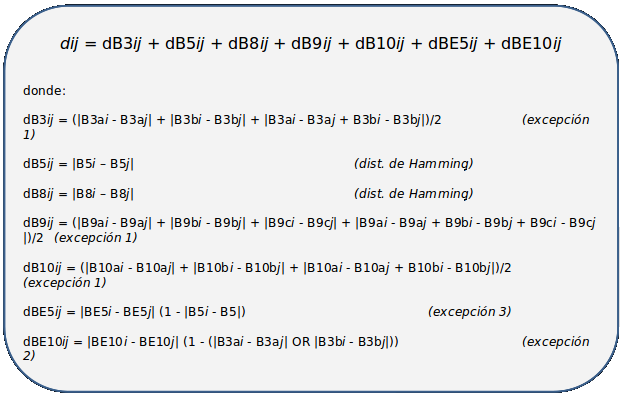 dij = dB3ij + dB5ij + dB8ij + dB9ij + dB10ij + dBE5ij + dBE10ij
donde:
dB3ij = (|B3ai - B3aj| + |B3bi - B3bj| + |B3ai - B3aj + B3bi - B3bj|)/2 (excepción
1)
dB5ij = |B5i – B5j| (dist. de Hamming)
dB8ij = |B8i – B8j| (dist. de Hamming)
dB9ij = (|B9ai - B9aj| + |B9bi - B9bj| + |B9ci - B9cj| + |B9ai - B9aj + B9bi - B9bj + B9ci - B9cj
|)/2 (excepción 1)
dB10ij = (|B10ai - B10aj| + |B10bi - B10bj| + |B10ai - B10aj + B10bi - B10bj|)/2
(excepción 1)
dBE5ij = |BE5i - BE5j| (1 - |B5i - B5|) (excepción 3)
dBE10ij = |BE10i - BE10j| (1 - (|B3ai - B3aj| OR |B3bi - B3bj|)) (excepción
2)